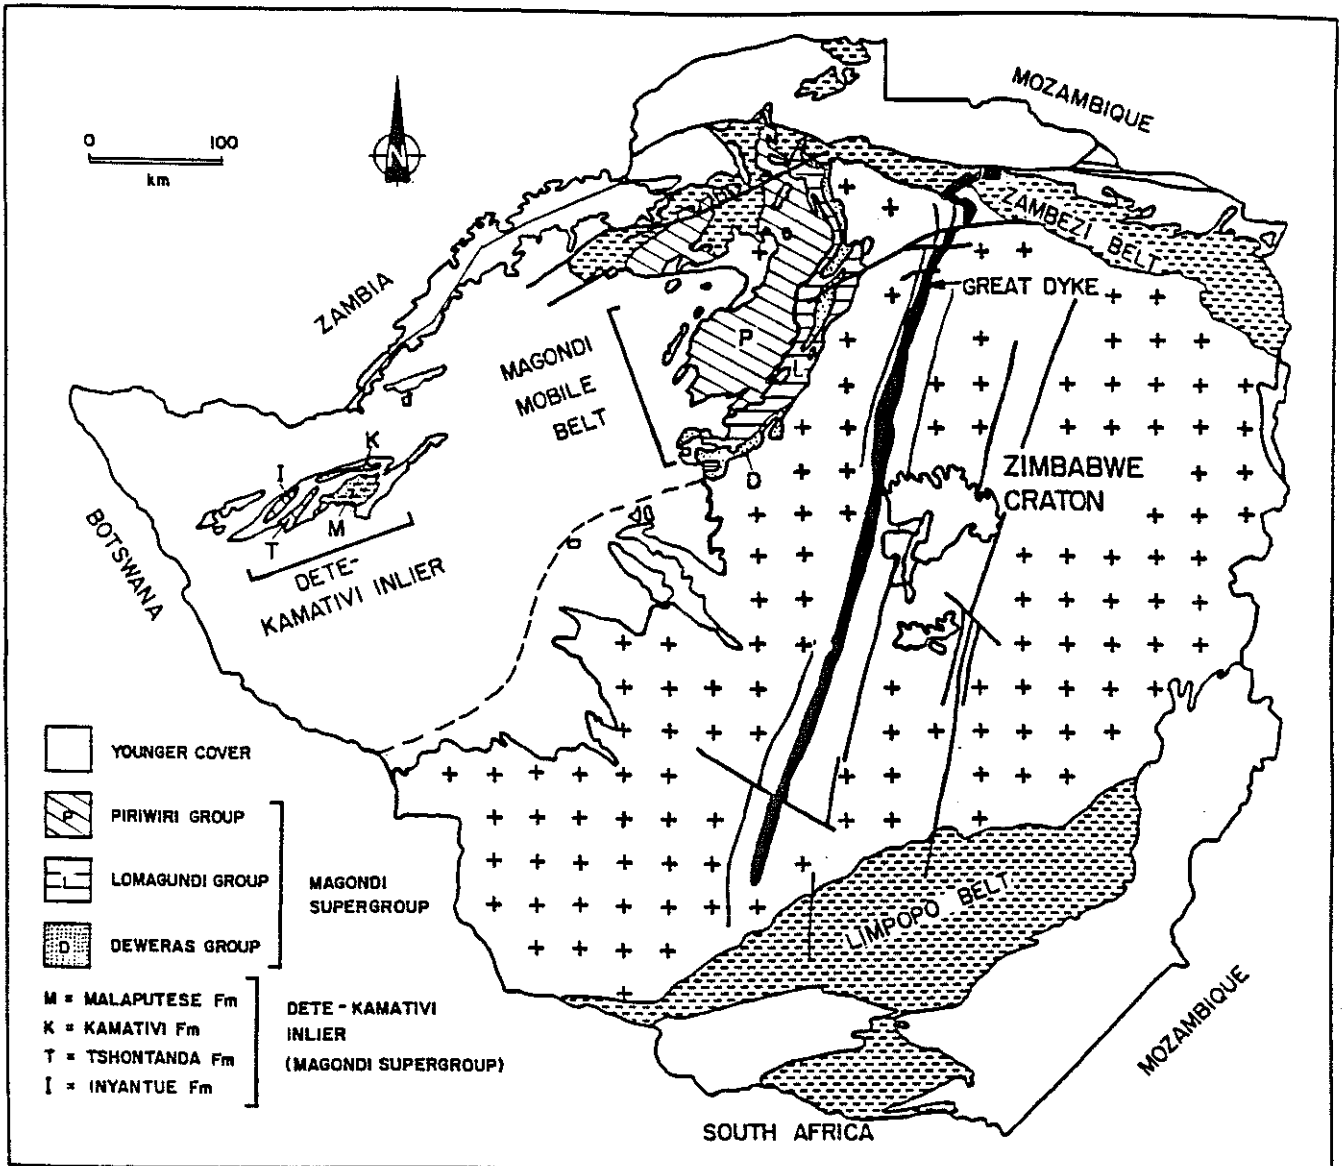 MOZAMBIQUE
0 100
km
N
ZAMBEZI BELT
GREAT DYKE
ZAMBIA
MAGONDI
MOBILE
BELT
P
L
D
K
I
M
T
DETE-
KAMATIVI INLIER
BOTSWANA
ZIMBABWE
CRATON
YOUNGER COVER
P PIRIWIRI GROUP
L LOMAGUNDI GROUP
D DEWERAS GROUP
MAGONDI
SUPERGROUP
M = MALAPUTESE Fm
K = KAMATIVI Fm
T = TSHONTANDA Fm
I = INYANTUE Fm
DETE - KAMATIVI
INLIER
(MAGONDI SUPERGROUP)
LIMPOPO BELT
MOZAMBIQUE
SOUTH AFRICA